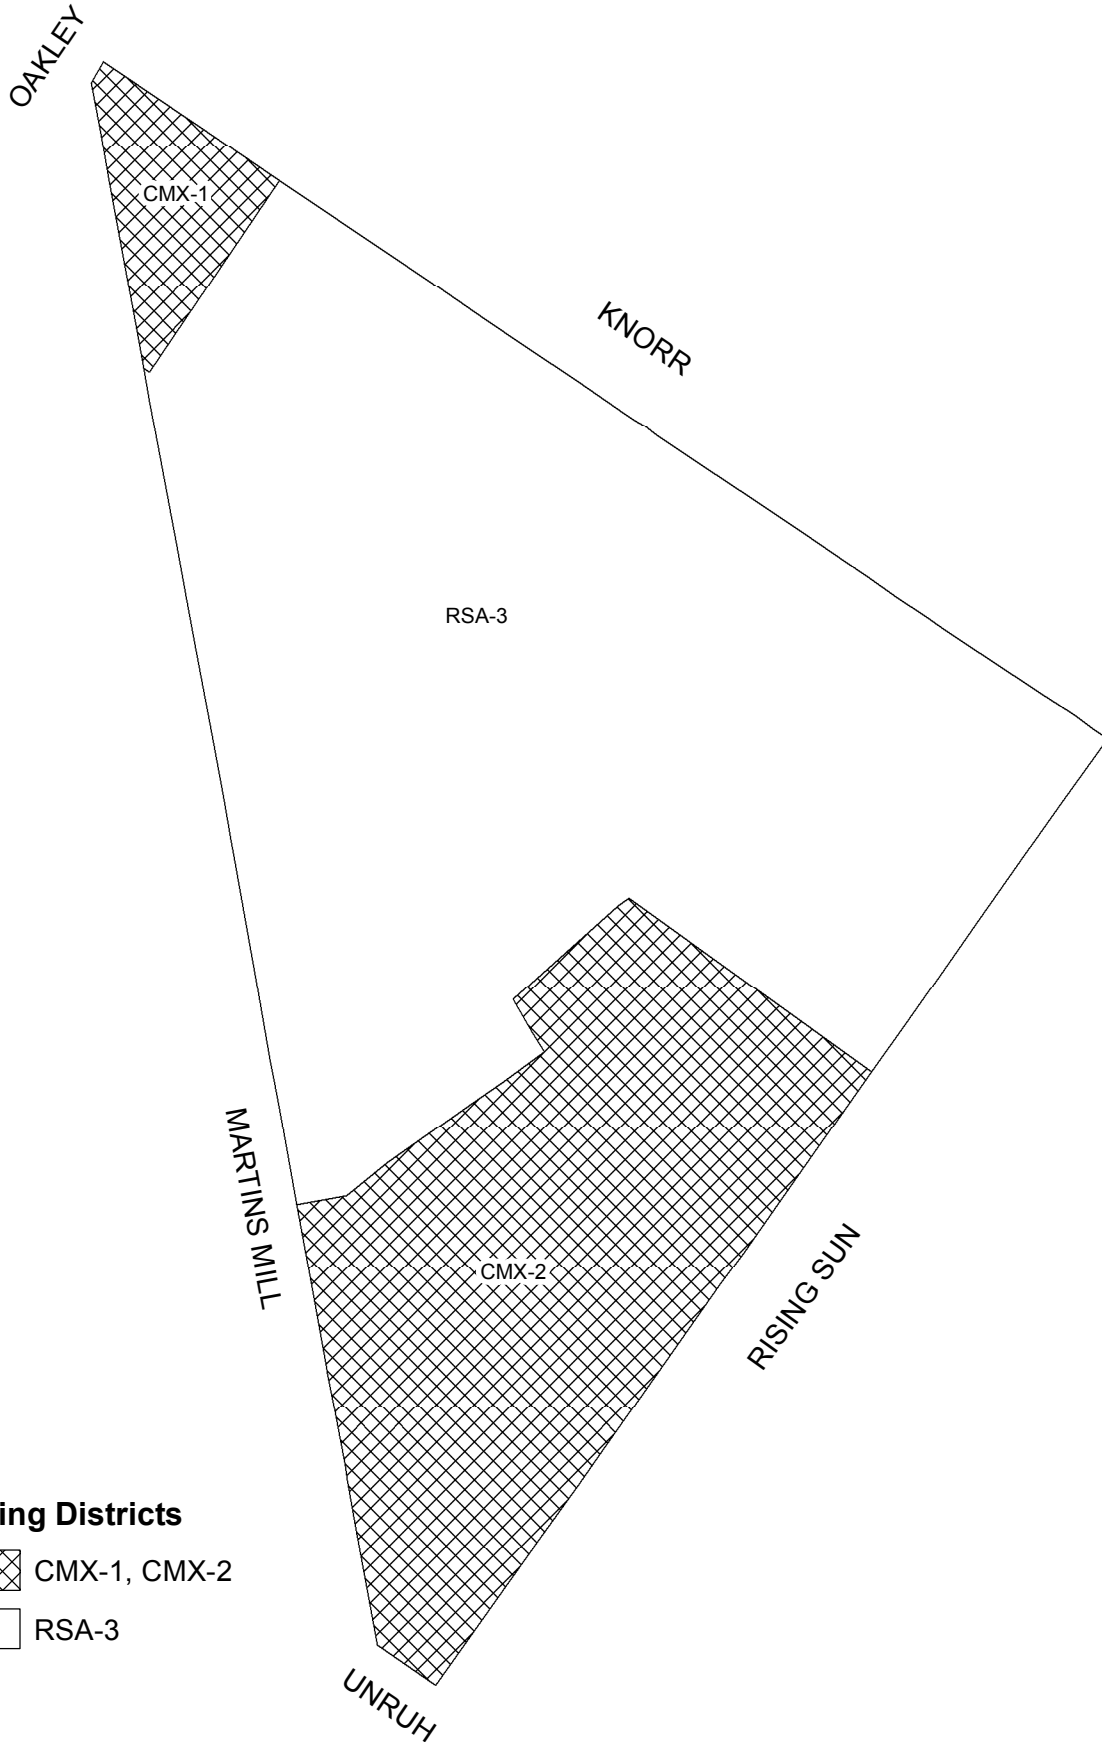 OAKLEY
CMX-1
KNORR
RSA-3
MARTINS MILL
CMX-2
RISING SUN
ing Districts
CMX-1, CMX-2
RSA-3
UNRUH